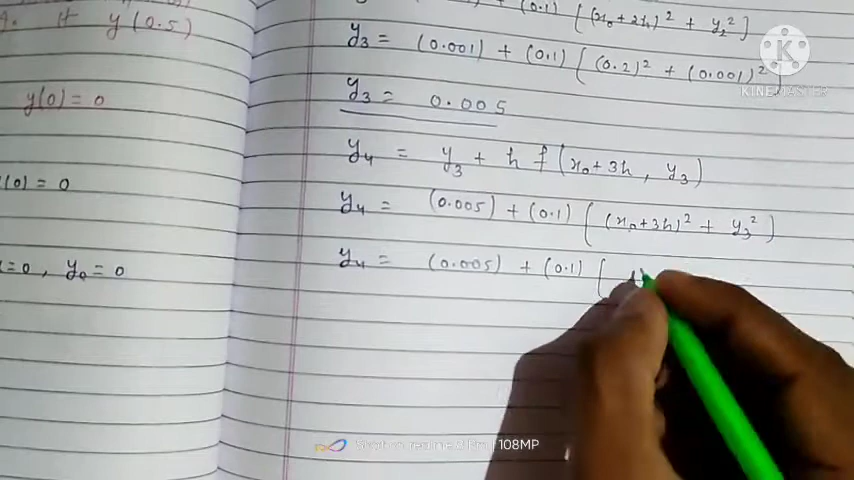 y(0.5)
y(0)=0
(0) = 0
=0, y₀=0
(0.1) [(x₀+2h)² + y₂²]
y₃ = (0.001) + (0.1) [(0.2)² + (0.001)²
y₃ = 0.005
y₄ = y₃ + h f(x₀+3h, y₃)
y₄ = (0.005) + (0.1) [(x₀+3h)² + y₃²)
y₄ = (0.005) + (0.1) [
KINEMASTER
108MP